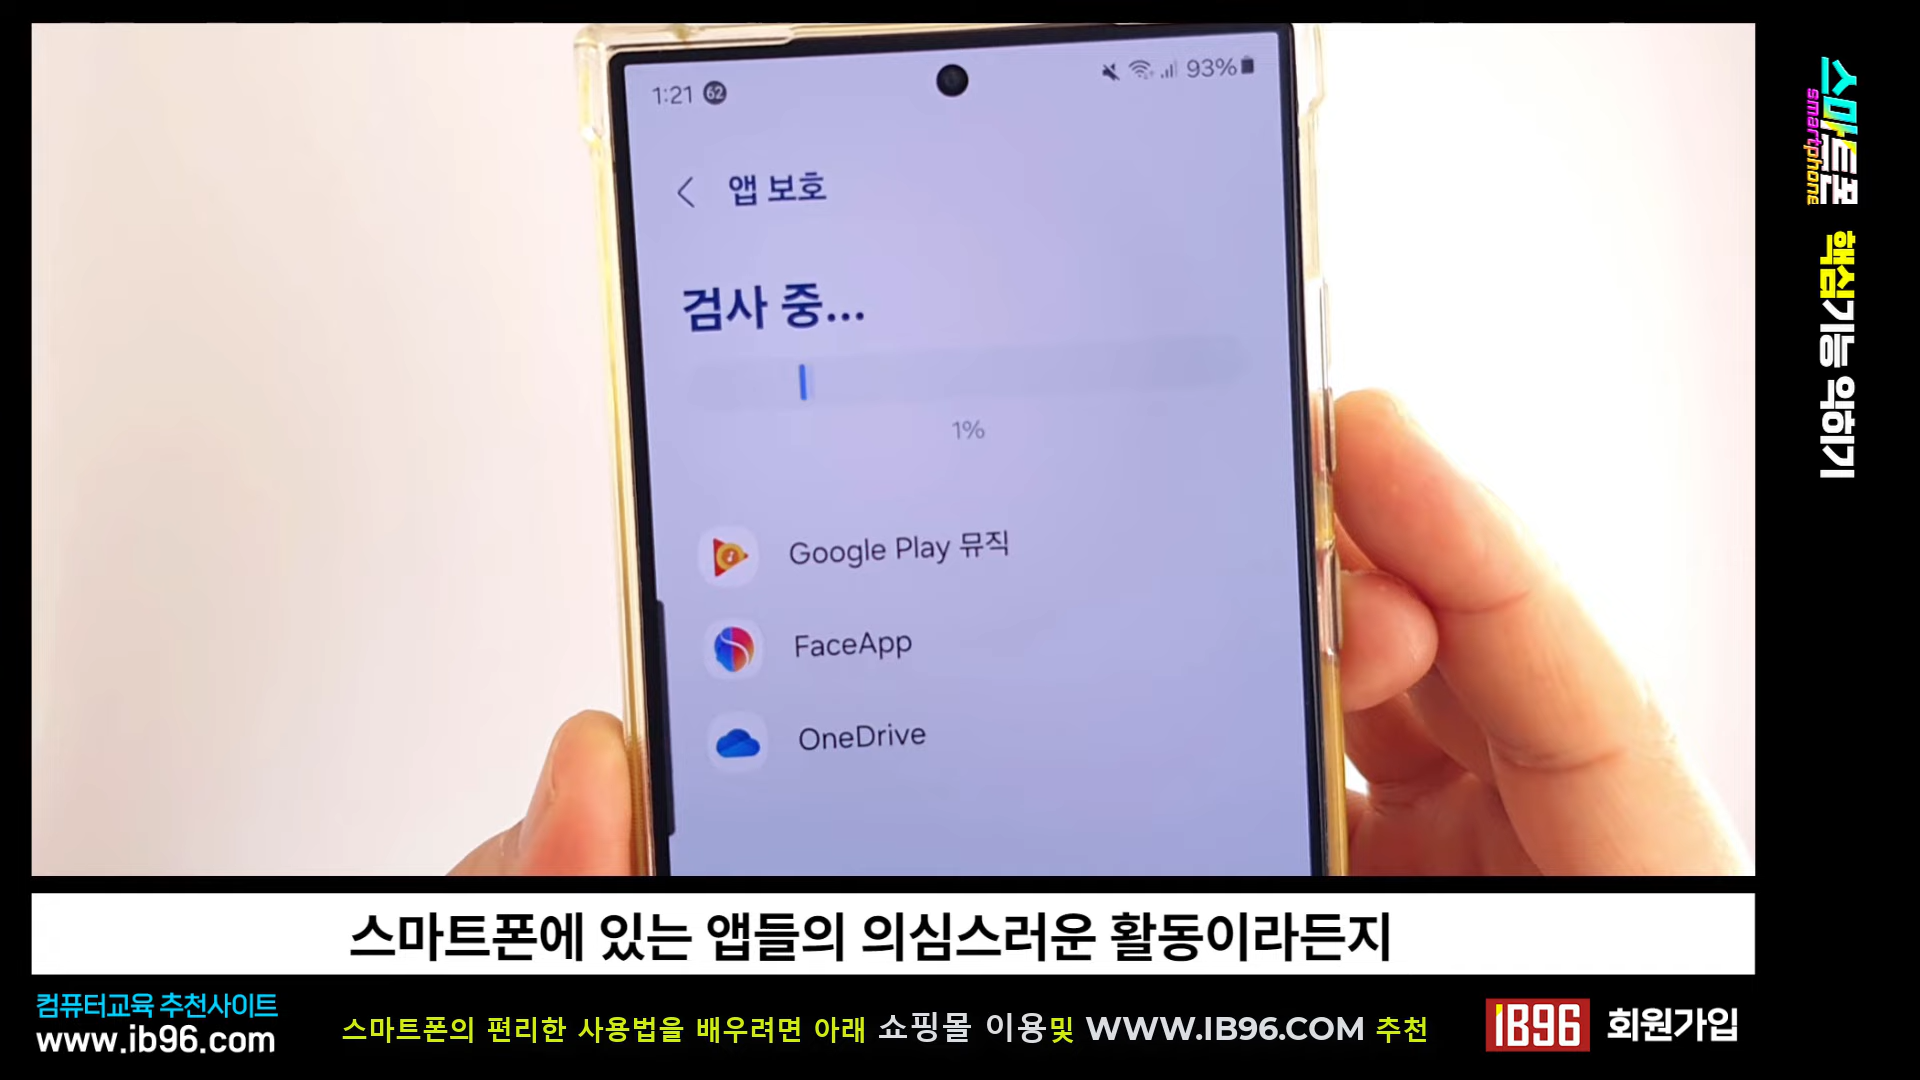 1:21 62
93%
앱 보호
검사 중...
1%
Google Play 뮤직
FaceApp
OneDrive
스마트폰
smartphone
핵심기능 익히기
스마트폰에 있는 앱들의 의심스러운 활동이라든지
컴퓨터교육 추천사이트
www.ib96.com
스마트폰의 편리한 사용법을 배우려면 아래 쇼핑몰 이용및 WWW.IB96.COM 추천
IB96 회원가입